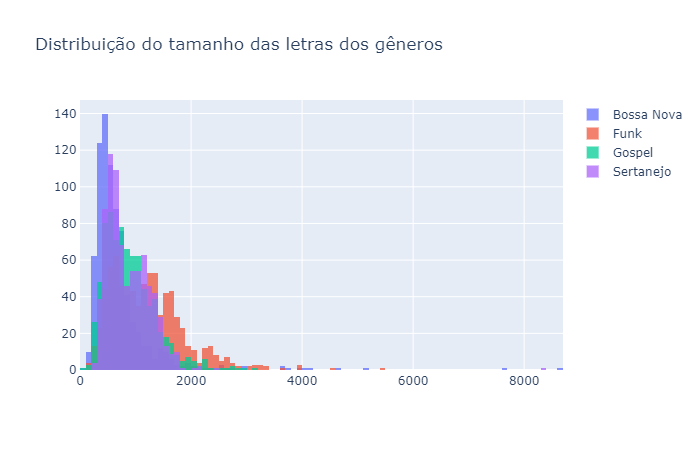 Distribuição do tamanho das letras dos gêneros
140
120
100
80
60
40
20
0
0
2000
4000
6000
8000
Bossa Nova
Funk
Gospel
Sertanejo